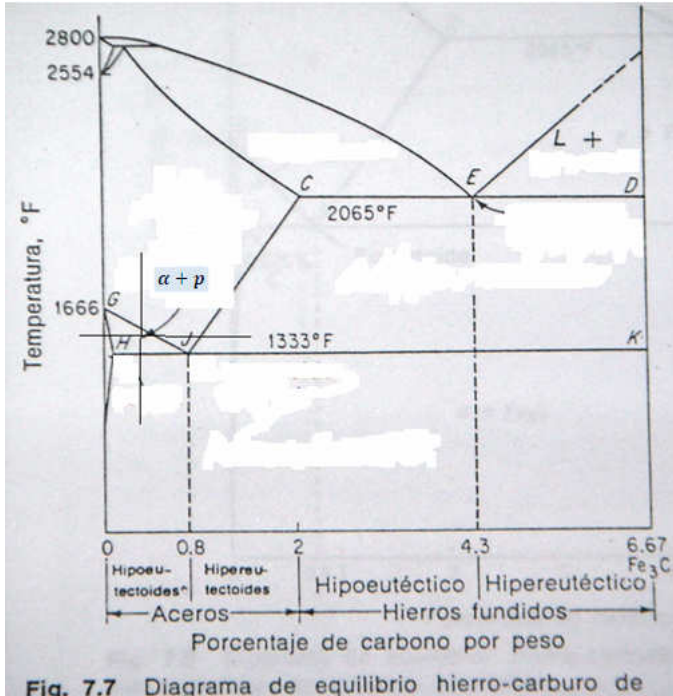 2800
2554
L +
C
E
D
2065°F
α + p
1666
G
H
J
1333°F
K
Temperatura, °F
0 0.8 2 4.3 6.67
Fe₃C
Hipoeu-
tectoides^
Hipereu-
tectoides
Hipoeutéctico
Hipereutéctico
Aceros
Hierros fundidos
Porcentaje de carbono por peso
Fig. 7.7 Diagrama de equilibrio hierro-carburo de